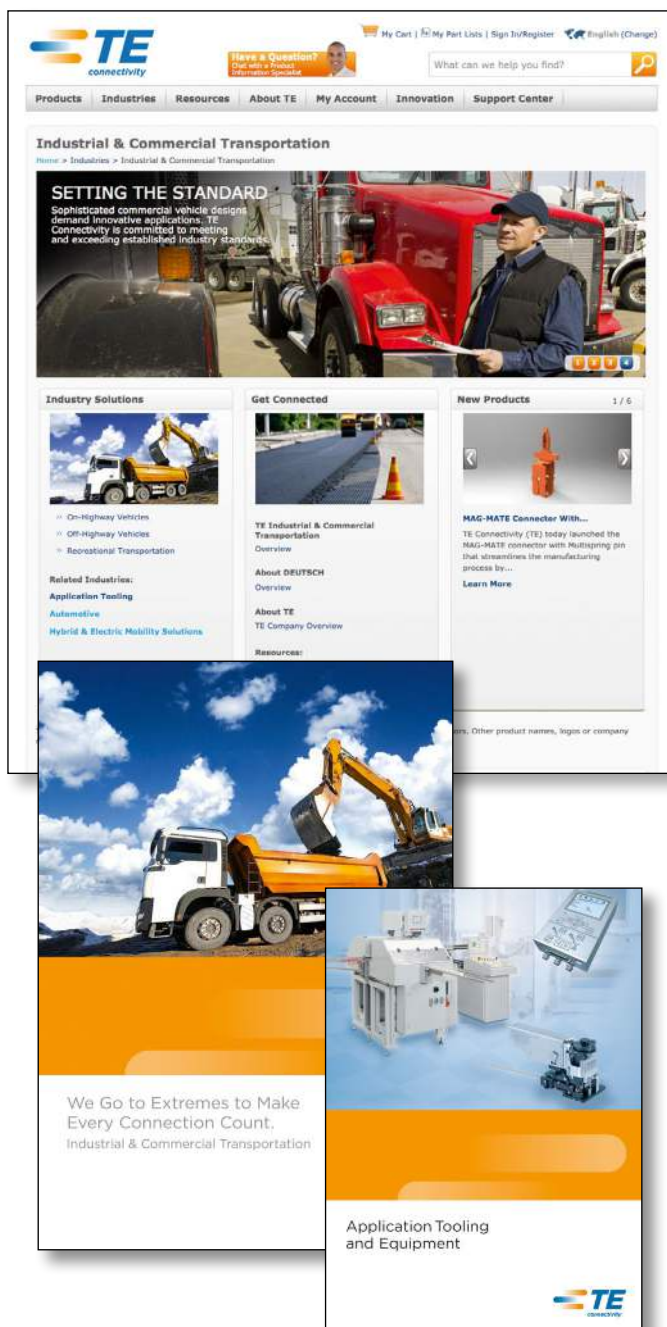 TE
connectivity
My Cart | My Part Lists | Sign In/Register English (Change)
Have a Question?
Chat with a Product
Information Specialist
What can we help you find?
Products Industries Resources About TE My Account Innovation Support Center
Industrial & Commercial Transportation
Home > Industries > Industrial & Commercial Transportation
SETTING THE STANDARD
Sophisticated commercial vehicle designs
demand innovative applications. TE
Connectivity is committed to meeting
and exceeding established industry standards.
1 2 3 4
Industry Solutions
» On-Highway Vehicles
» Off-Highway Vehicles
» Recreational Transportation
Related Industries:
Application Tooling
Automotive
Hybrid & Electric Mobility Solutions
Get Connected
TE Industrial & Commercial
Transportation
Overview
About DEUTSCH
Overview
About TE
TE Company Overview
Resources:
New Products 1 / 6
MAG-MATE Connector With...
TE Connectivity (TE) today launched the
MAG-MATE connector with Multispring pin
that streamlines the manufacturing
process by...
Learn More
Other product names, logos or company
We Go to Extremes to Make
Every Connection Count.
Industrial & Commercial Transportation
Application Tooling
and Equipment
TE
connectivity